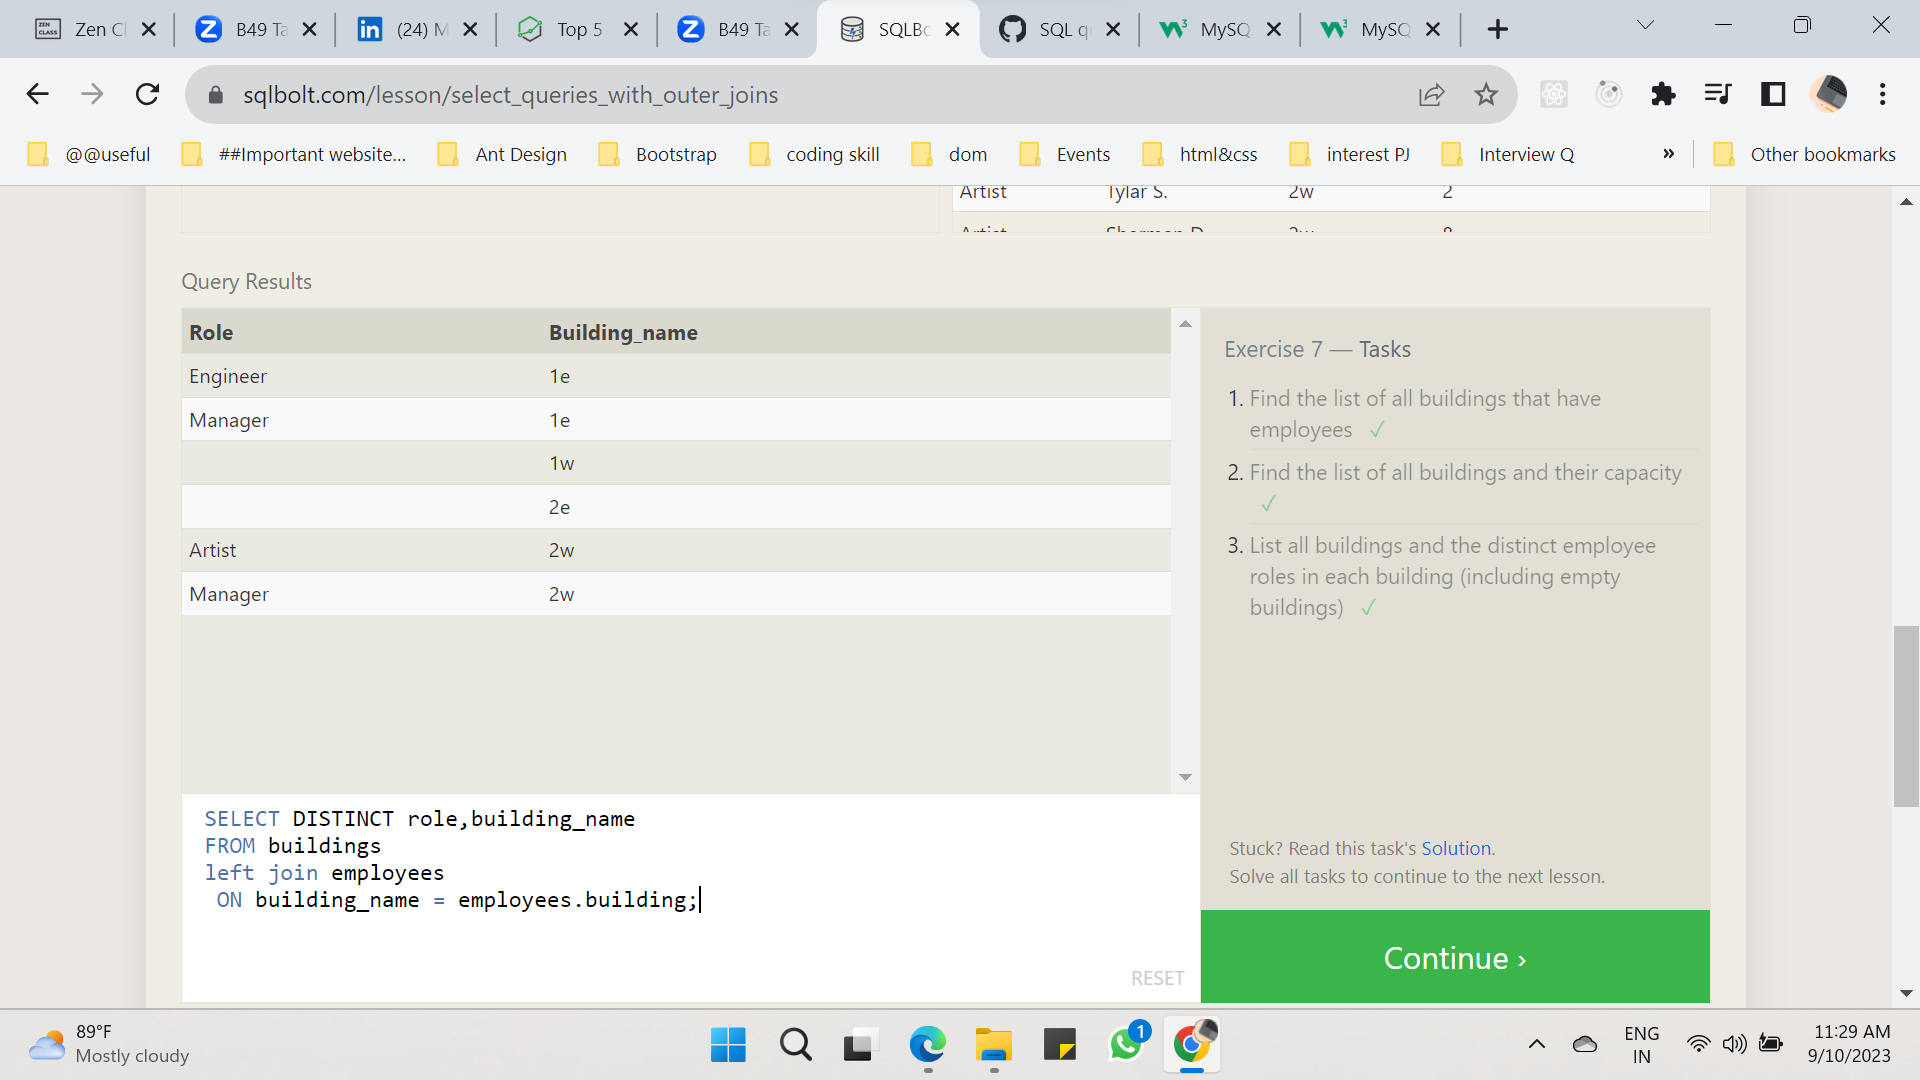 Zen Cl
B49 Ta
(24) M
Top 5
B49 Ta
SQLBo
SQL q
MySQ
MySQ
sqlbolt.com/lesson/select_queries_with_outer_joins
@@useful
##Important website...
Ant Design
Bootstrap
coding skill
dom
Events
html&css
interest PJ
Interview Q
»
Other bookmarks
Artist Tylar S. 2w 2
Artist Sherman D. 2w 8
Query Results
Role Building_name
Engineer 1e
Manager 1e
1w
2e
Artist 2w
Manager 2w
Exercise 7 — Tasks
1. Find the list of all buildings that have
employees ✓
2. Find the list of all buildings and their capacity
✓
3. List all buildings and the distinct employee
roles in each building (including empty
buildings) ✓
SELECT DISTINCT role,building_name
FROM buildings
left join employees
ON building_name = employees.building;
RESET
Stuck? Read this task's Solution.
Solve all tasks to continue to the next lesson.
Continue ›
89°F
Mostly cloudy
1
ENG
IN
11:29 AM
9/10/2023